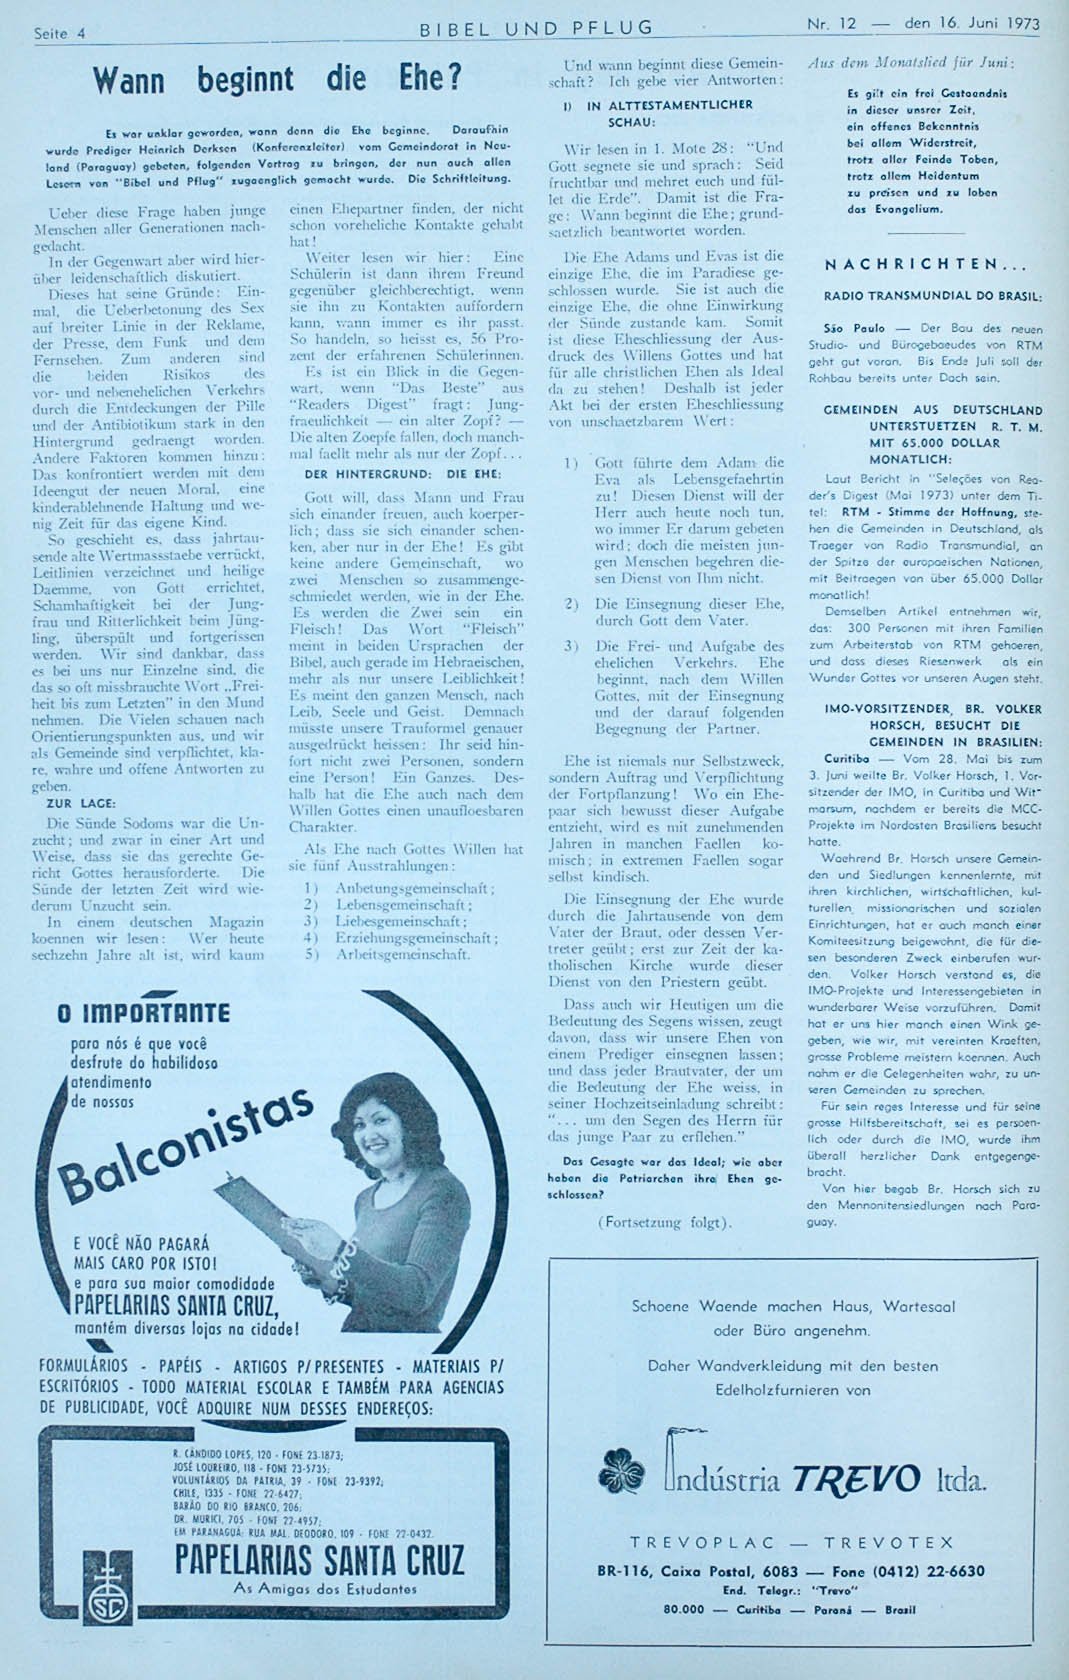 Seite 4
BIBEL UND PFLUG
Nr. 12 — den 16. Juni 1973
Wann beginnt die Ehe?
Es war unklar geworden, wann denn die Ehe beginne. Daraufhin
wurde Prediger Heinrich Derksen (Konferenzleiter) vom Gemeinderat in Neu-
land (Paraguay) gebeten, folgenden Vortrag zu bringen, der nun auch allen
Lesern von "Bibel und Pflug" zugaenglich gemacht wurde. Die Schriftleitung.
Ueber diese Frage haben junge
Menschen aller Generationen nach-
gedacht.
In der Gegenwart aber wird hier-
über leidenschaftlich diskutiert.
Dieses hat seine Gründe: Ein-
mal, die Ueberbetonung des Sex
auf breiter Linie in der Reklame,
der Presse, dem Funk und dem
Fernsehen. Zum anderen sind
die beiden Risikos des
vor- und nebenehelichen Verkehrs
durch die Entdeckungen der Pille
und der Antibiotikum stark in den
Hintergrund gedraengt worden.
Andere Faktoren kommen hinzu:
Das konfrontiert werden mit dem
Ideengut der neuen Moral, eine
kinderablehnende Haltung und we-
nig Zeit für das eigene Kind.
So geschieht es, dass jahrtau-
sende alte Wertmassstaebe verrückt,
Leitlinien verzeichnet und heilige
Daemme, von Gott errichtet,
Schamhaftigkeit bei der Jung-
frau und Ritterlichkeit beim Jüng-
ling, überspült und fortgerissen
werden. Wir sind dankbar, dass
es bei uns nur Einzelne sind, die
das so oft missbrauchte Wort „Frei-
heit bis zum Letzten" in den Mund
nehmen. Die Vielen schauen nach
Orientierungspunkten aus, und wir
als Gemeinde sind verpflichtet, kla-
re, wahre und offene Antworten zu
geben.
ZUR LAGE:
Die Sünde Sodoms war die Un-
zucht; und zwar in einer Art und
Weise, dass sie das gerechte Ge-
richt Gottes herausforderte. Die
Sünde der letzten Zeit wird wie-
derum Unzucht sein.
In einem deutschen Magazin
koennen wir lesen: Wer heute
sechzehn Jahre alt ist, wird kaum
einen Ehepartner finden, der nicht
schon voreheliche Kontakte gehabt
hat!
Weiter lesen wir hier: Eine
Schülerin ist dann ihrem Freund
gegenüber gleichberechtigt, wenn
sie ihn zu Kontakten auffordern
kann, wann immer es ihr passt.
So handeln, so heisst es, 56 Pro-
zent der erfahrenen Schülerinnen.
Es ist ein Blick in die Gegen-
wart, wenn "Das Beste" aus
"Readers Digest" fragt: Jung-
fraeulichkeit — ein alter Zopf? —
Die alten Zoepfe fallen, doch manch-
mal faellt mehr als nur der Zopf...
DER HINTERGRUND: DIE EHE:
Gott will, dass Mann und Frau
sich einander freuen, auch koerper-
lich; dass sie sich einander schen-
ken, aber nur in der Ehe! Es gibt
keine andere Gemeinschaft, wo
zwei Menschen so zusammenge-
schmiedet werden, wie in der Ehe.
Es werden die Zwei sein ein
Fleisch! Das Wort "Fleisch"
meint in beiden Ursprachen der
Bibel, auch gerade im Hebraeischen,
mehr als nur unsere Leiblichkeit!
Es meint den ganzen Mensch, nach
Leib, Seele und Geist. Demnach
müsste unsere Trauformel genauer
ausgedrückt heissen: Ihr seid hin-
fort nicht zwei Personen, sondern
eine Person! Ein Ganzes. Des-
halb hat die Ehe auch nach dem
Willen Gottes einen unaufloesbaren
Charakter.
Als Ehe nach Gottes Willen hat
sie fünf Ausstrahlungen:
1) Anbetungsgemeinschaft;
2) Lebensgemeinschaft;
3) Liebesgemeinschaft;
4) Erziehungsgemeinschaft;
5) Arbeitsgemeinschaft.
Und wann beginnt diese Gemein-
schaft? Ich gebe vier Antworten:
I) IN ALTTESTAMENTLICHER
SCHAU:
Wir lesen in 1. Mote 28: "Und
Gott segnete sie und sprach: Seid
fruchtbar und mehret euch und fül-
let die Erde". Damit ist die Fra-
ge: Wann beginnt die Ehe; grund-
saetzlich beantwortet worden.
Die Ehe Adams und Evas ist die
einzige Ehe, die im Paradiese ge-
schlossen wurde. Sie ist auch die
einzige Ehe, die ohne Einwirkung
der Sünde zustande kam. Somit
ist diese Eheschliessung der Aus-
druck des Willens Gottes und hat
für alle christlichen Ehen als Ideal
da zu stehen! Deshalb ist jeder
Akt bei der ersten Eheschliessung
von unschaetzbarem Wert:
1) Gott führte dem Adam die
Eva als Lebensgefaehrtin
zu! Diesen Dienst will der
Herr auch heute noch tun,
wo immer Er darum gebeten
wird; doch die meisten jun-
gen Menschen begehren die-
sen Dienst von Ihm nicht.
2) Die Einsegnung dieser Ehe,
durch Gott dem Vater.
3) Die Frei- und Aufgabe des
ehelichen Verkehrs. Ehe
beginnt, nach dem Willen
Gottes, mit der Einsegnung
und der darauf folgenden
Begegnung der Partner.
Ehe ist niemals nur Selbstzweck,
sondern Auftrag und Verpflichtung
der Fortpflanzung! Wo ein Ehe-
paar sich bewusst dieser Aufgabe
entzieht, wird es mit zunehmenden
Jahren in manchen Faellen ko-
misch; in extremen Faellen sogar
selbst kindisch.
Die Einsegnung der Ehe wurde
durch die Jahrtausende von dem
Vater der Braut, oder dessen Ver-
treter geübt; erst zur Zeit der ka-
tholischen Kirche wurde dieser
Dienst von den Priestern geübt.
Dass auch wir Heutigen um die
Bedeutung des Segens wissen, zeugt
davon, dass wir unsere Ehen von
einem Prediger einsegnen lassen;
und dass jeder Brautvater, der um
die Bedeutung der Ehe weiss, in
seiner Hochzeitseinladung schreibt:
"... um den Segen des Herrn für
das junge Paar zu erflehen."
Das Gesagte war das Ideal; wie aber
haben die Patriarchen ihre Ehen ge-
schlossen?
(Fortsetzung folgt).
Aus dem Monatslied für Juni:
Es gilt ein frei Gestaendnis
in dieser unsrer Zeit,
ein offenes Bekenntnis
bei allem Widerstreit,
trotz aller Feinde Toben,
trotz allem Heidentum
zu preisen und zu loben
das Evangelium.
NACHRICHTEN...
RADIO TRANSMUNDIAL DO BRASIL:
São Paulo — Der Bau des neuen
Studio- und Bürogebaeudes von RTM
geht gut voran. Bis Ende Juli soll der
Rohbau bereits unter Dach sein.
GEMEINDEN AUS DEUTSCHLAND
UNTERSTUETZEN R. T. M.
MIT 65.000 DOLLAR
MONATLICH:
Laut Bericht in "Seleções von Rea-
der's Digest (Mai 1973) unter dem Ti-
tel: RTM - Stimme der Hoffnung, ste-
hen die Gemeinden in Deutschland, als
Traeger von Radio Transmundial, an
der Spitze der europaeischen Nationen,
mit Beitraegen von über 65.000 Dollar
monatlich!
Demselben Artikel entnehmen wir,
das: 300 Personen mit ihren Familien
zum Arbeiterstab von RTM gehoeren,
und dass dieses Riesenwerk als ein
Wunder Gottes vor unseren Augen steht.
IMO-VORSITZENDER, BR. VOLKER
HORSCH, BESUCHT DIE
GEMEINDEN IN BRASILIEN:
Curitiba — Vom 28. Mai bis zum
3. Juni weilte Br. Volker Horsch, 1. Vor-
sitzender der IMO, in Curitiba und Wit-
marsum, nachdem er bereits die MCC-
Projekte im Nordosten Brasiliens besucht
hatte.
Waehrend Br. Horsch unsere Gemein-
den und Siedlungen kennenlernte, mit
ihren kirchlichen, wirtschaftlichen, kul-
turellen, missionarischen und sozialen
Einrichtungen, hat er auch manch einer
Komiteesitzung beigewohnt, die für die-
sen besonderen Zweck einberufen wur-
den. Volker Horsch verstand es, die
IMO-Projekte und Interessengebieten in
wunderbarer Weise vorzuführen. Damit
hat er uns hier manch einen Wink ge-
geben, wie wir, mit vereinten Kraeften,
grosse Probleme meistern koennen. Auch
nahm er die Gelegenheiten wahr, zu un-
seren Gemeinden zu sprechen.
Für sein reges Interesse und für seine
grosse Hilfsbereitschaft, sei es persoen-
lich oder durch die IMO, wurde ihm
überall herzlicher Dank entgegenge-
bracht.
Von hier begab Br. Horsch sich zu
den Mennonitensiedlungen nach Para-
guay.
O IMPORTANTE
para nós é que você
desfrute do habilidoso
atendimento
de nossas
Balconistas
E VOCÊ NÃO PAGARÁ
MAIS CARO POR ISTO!
e para sua maior comodidade
PAPELARIAS SANTA CRUZ,
mantém diversas lojas na cidade!
FORMULÁRIOS - PAPÉIS - ARTIGOS P/PRESENTES - MATERIAIS P/
ESCRITÓRIOS - TODO MATERIAL ESCOLAR E TAMBÉM PARA AGENCIAS
DE PUBLICIDADE, VOCÊ ADQUIRE NUM DESSES ENDEREÇOS:
R. CÂNDIDO LOPES, 120 - FONE 23-1873;
JOSÉ LOUREIRO, 118 - FONE 23-5735;
VOLUNTÁRIOS DA PATRIA, 39 - FONE 23-9392;
CHILE, 1335 - FONE 22-6427;
BARÃO DO RIO BRANCO, 206;
DR. MURICI, 705 - FONE 22-4957;
EM PARANAGUÁ: RUA MAL. DEODORO, 109 - FONE 22-0432.
PAPELARIAS SANTA CRUZ
As Amigas dos Estudantes
SC
Schoene Waende machen Haus, Wartesaal
oder Büro angenehm.
Daher Wandverkleidung mit den besten
Edelholzfurnieren von
Indústria TREVO ltda.
TREVOPLAC — TREVOTEX
BR-116, Caixa Postal, 6083 — Fone (0412) 22-6630
End. Telegr.: "Trevo"
80.000 — Curitiba — Paraná — Brasil